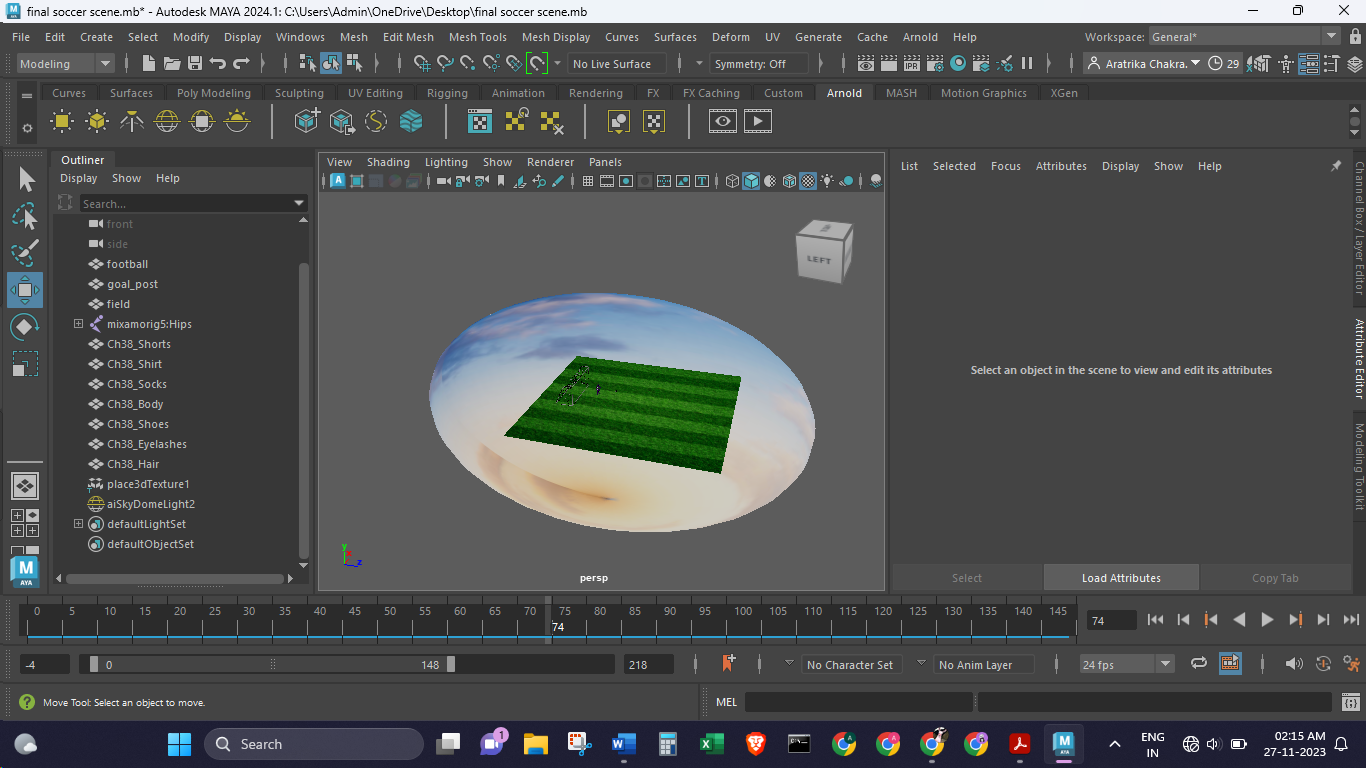 final soccer scene.mb* - Autodesk MAYA 2024.1: C:\Users\Admin\OneDrive\Desktop\final soccer scene.mb
File Edit Create Select Modify Display Windows Mesh Edit Mesh Mesh Tools Mesh Display Curves Surfaces Deform UV Generate Cache Arnold Help Workspace: General*
Modeling No Live Surface Symmetry: Off IPR Aratrika Chakra. 29
Curves Surfaces Poly Modeling Sculpting UV Editing Rigging Animation Rendering FX FX Caching Custom Arnold MASH Motion Graphics XGen
Outliner
Display Show Help
Search...
front
side
football
goal_post
field
mixamorig5:Hips
Ch38_Shorts
Ch38_Shirt
Ch38_Socks
Ch38_Body
Ch38_Shoes
Ch38_Eyelashes
Ch38_Hair
place3dTexture1
aiSkyDomeLight2
defaultLightSet
defaultObjectSet
M
AYA
View Shading Lighting Show Renderer Panels
LEFT
y
z
persp
List Selected Focus Attributes Display Show Help
Select an object in the scene to view and edit its attributes
Select Load Attributes Copy Tab
Channel Box / Layer Editor
Attribute Editor
Modeling Toolkit
0 5 10 15 20 25 30 35 40 45 50 55 60 65 70 75 80 85 90 95 100 105 110 115 120 125 130 135 140 145
74
74
-4 0 148 218 No Character Set No Anim Layer 24 fps
Move Tool: Select an object to move. MEL
Search 1 ENG IN 02:15 AM 27-11-2023